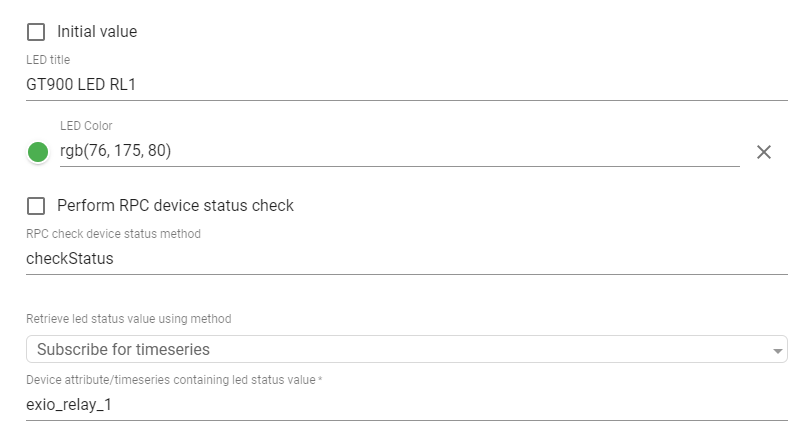 Initial value
LED title
GT900 LED RL1
LED Color
rgb(76, 175, 80)
Perform RPC device status check
RPC check device status method
checkStatus
Retrieve led status value using method
Subscribe for timeseries
Device attribute/timeseries containing led status value *
exio_relay_1